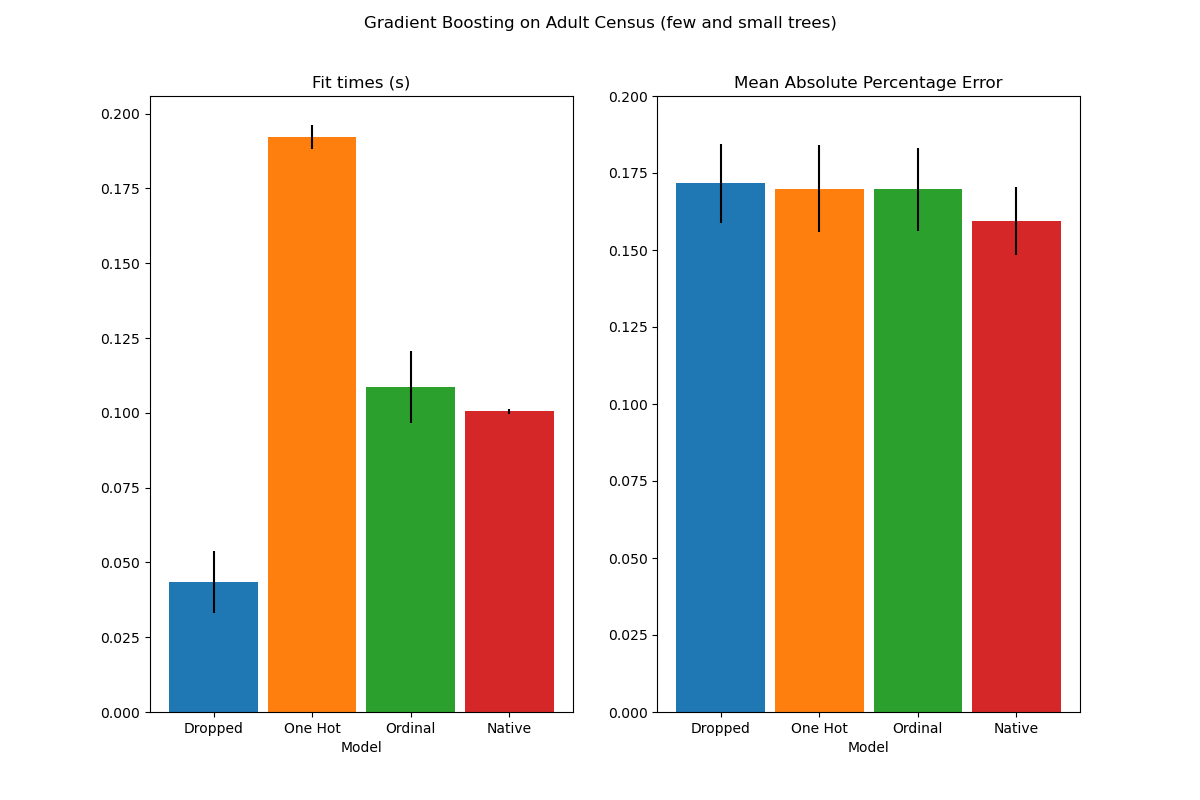 Gradient Boosting on Adult Census (few and small trees)
Fit times (s)
0.200
0.175
0.150
0.125
0.100
0.075
0.050
0.025
0.000
Dropped One Hot Ordinal Native
Model
Mean Absolute Percentage Error
0.200
0.175
0.150
0.125
0.100
0.075
0.050
0.025
0.000
Dropped One Hot Ordinal Native
Model